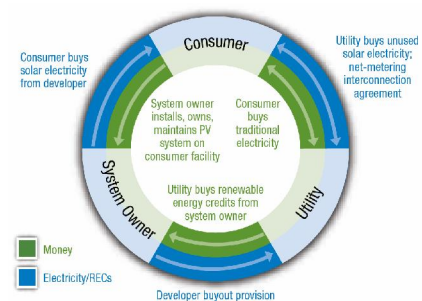 Consumer
Consumer buys
solar electricity
from developer
Utility buys unused
solar electricity;
net-metering
interconnection
agreement
System owner
installs, owns,
maintains PV
system on
consumer facility
Consumer
buys
traditional
electricity
Utility buys renewable
energy credits from
system owner
System Owner
Utility
Money
Electricity/RECs
Developer buyout provision